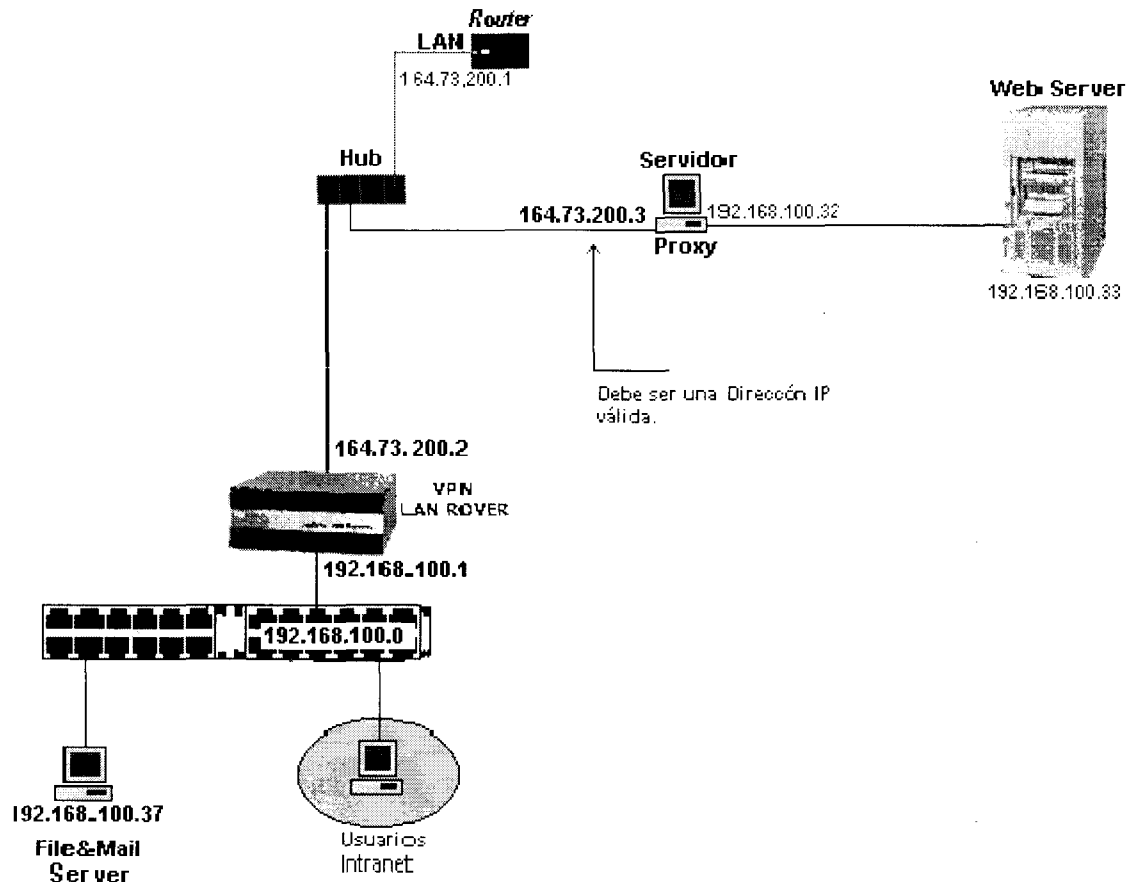 Router
LAN
164.73.200.1
Web Server
Hub
Servidor
164.73.200.3
192.168.100.32
Proxy
192.168.100.33
Debe ser una Direccón IP
válida.
164.73.200.2
VPN
LAN ROVER
192.168.100.1
192.168.100.0
192.168.100.37
File&Mail
Server
Usuarios
Intranet